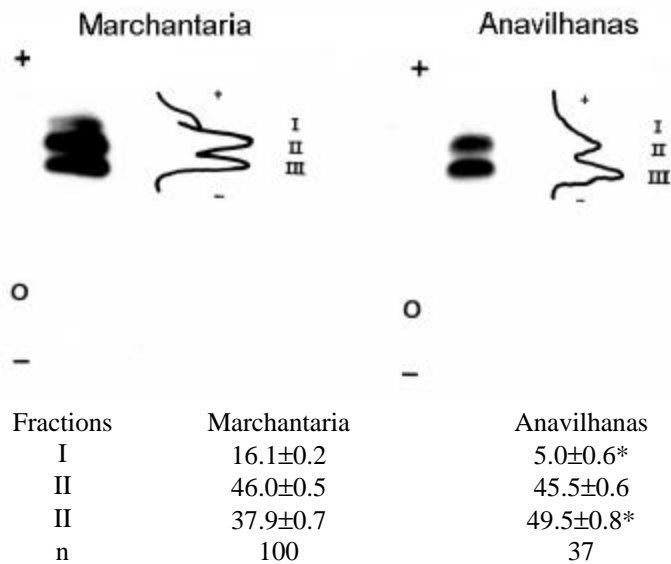 Marchantaria Anavilhanas
+ +
+ +
I I
II II
III III
- -
O O
- -
Fractions Marchantaria Anavilhanas
I 16.1±0.2 5.0±0.6*
II 46.0±0.5 45.5±0.6
II 37.9±0.7 49.5±0.8*
n 100 37